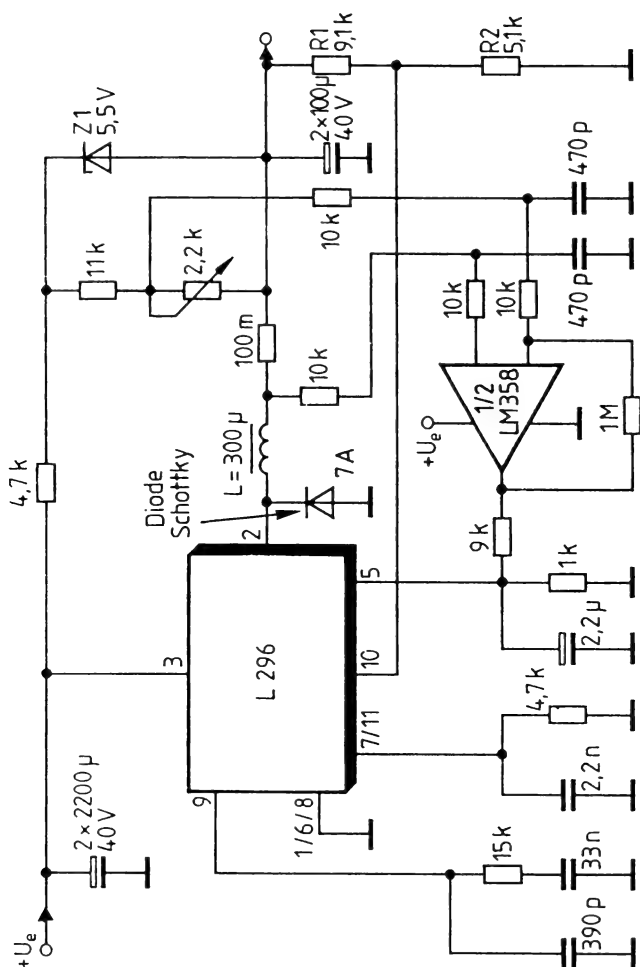 +Ue
2×2200µ
40V
4,7k
11k
2,2k
Z1
5,5V
3
9
1/6/8
L 296
7/11
10
5
2
Diode
Schottky
7A
L=300µ
100m
10k
10k
2×100µ
40V
R1
9,1k
R2
5,1k
390p
15k
33n
2,2n
4,7k
2,2µ
1k
9k
+Ue
1/2
LM358
1M
10k
10k
470p
470p